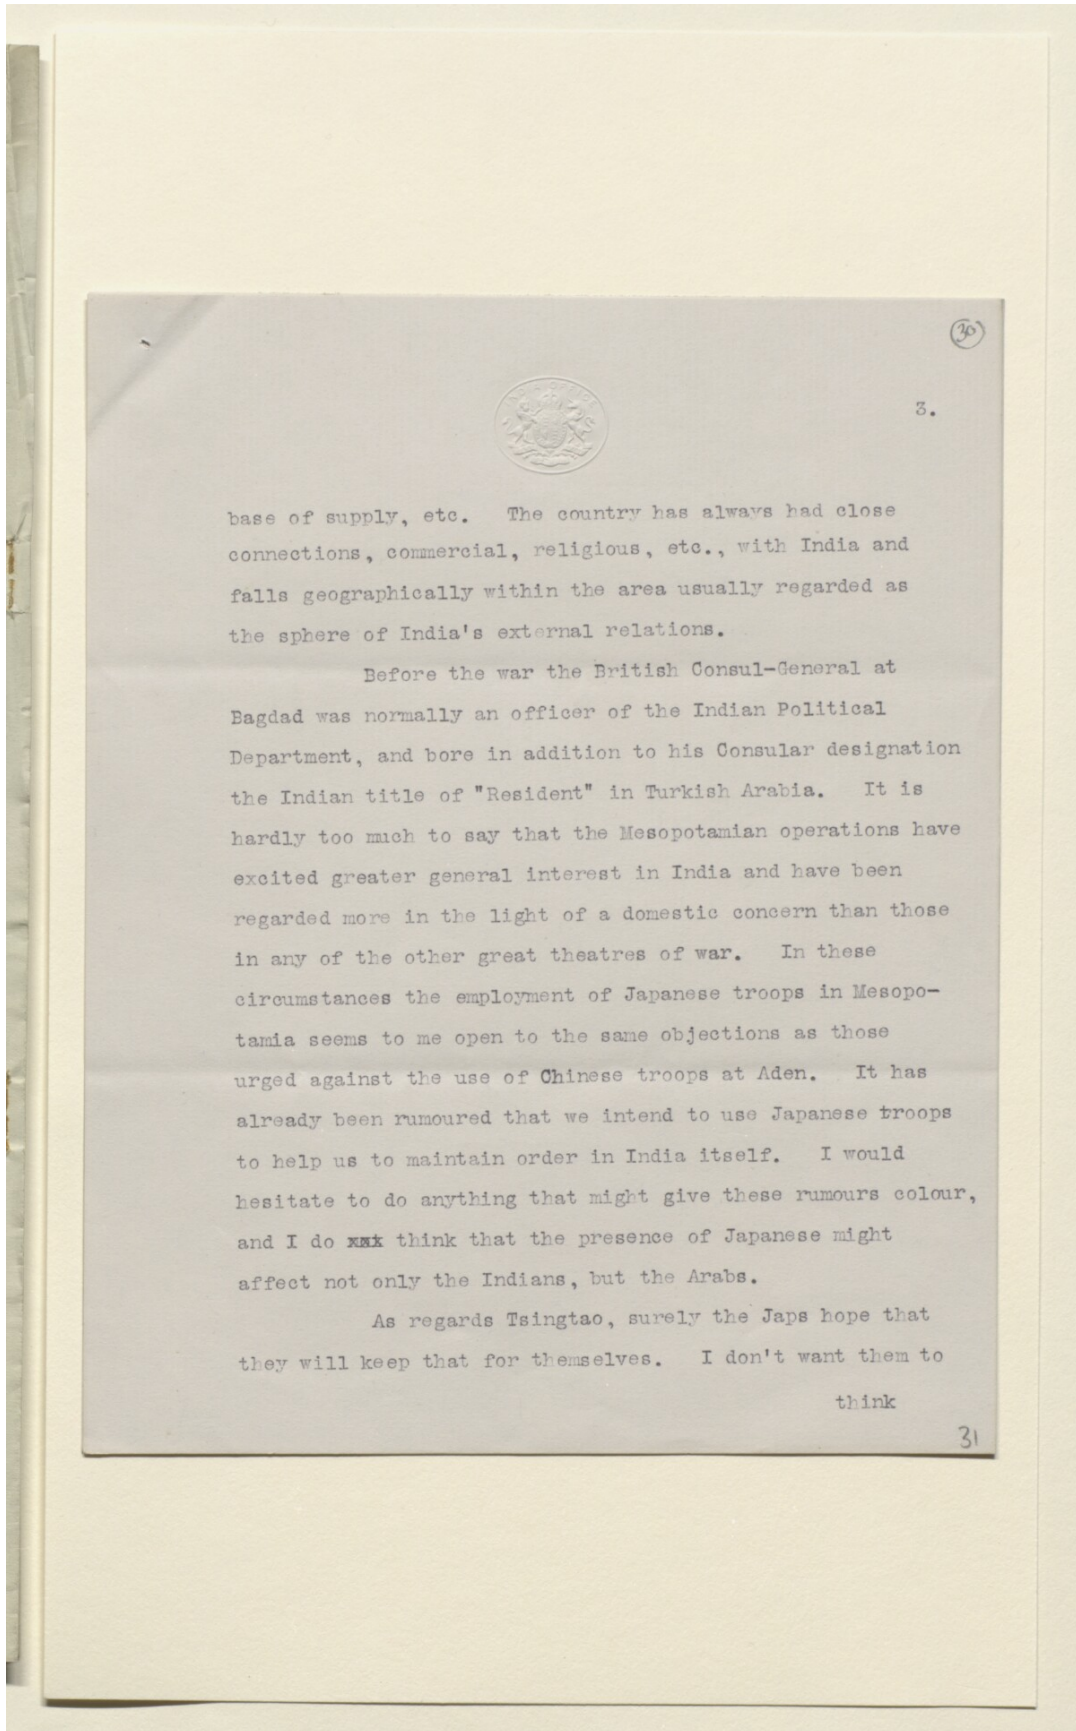 30
INDIA OFFICE
3.
base of supply, etc. The country has always had close
connections, commercial, religious, etc., with India and
falls geographically within the area usually regarded as
the sphere of India's external relations.
Before the war the British Consul-General at
Bagdad was normally an officer of the Indian Political
Department, and bore in addition to his Consular designation
the Indian title of "Resident" in Turkish Arabia. It is
hardly too much to say that the Mesopotamian operations have
excited greater general interest in India and have been
regarded more in the light of a domestic concern than those
in any of the other great theatres of war. In these
circumstances the employment of Japanese troops in Mesopo-
tamia seems to me open to the same objections as those
urged against the use of Chinese troops at Aden. It has
already been rumoured that we intend to use Japanese troops
to help us to maintain order in India itself. I would
hesitate to do anything that might give these rumours colour,
and I do think that the presence of Japanese might
affect not only the Indians, but the Arabs.
As regards Tsingtao, surely the Japs hope that
they will keep that for themselves. I don't want them to
think
31